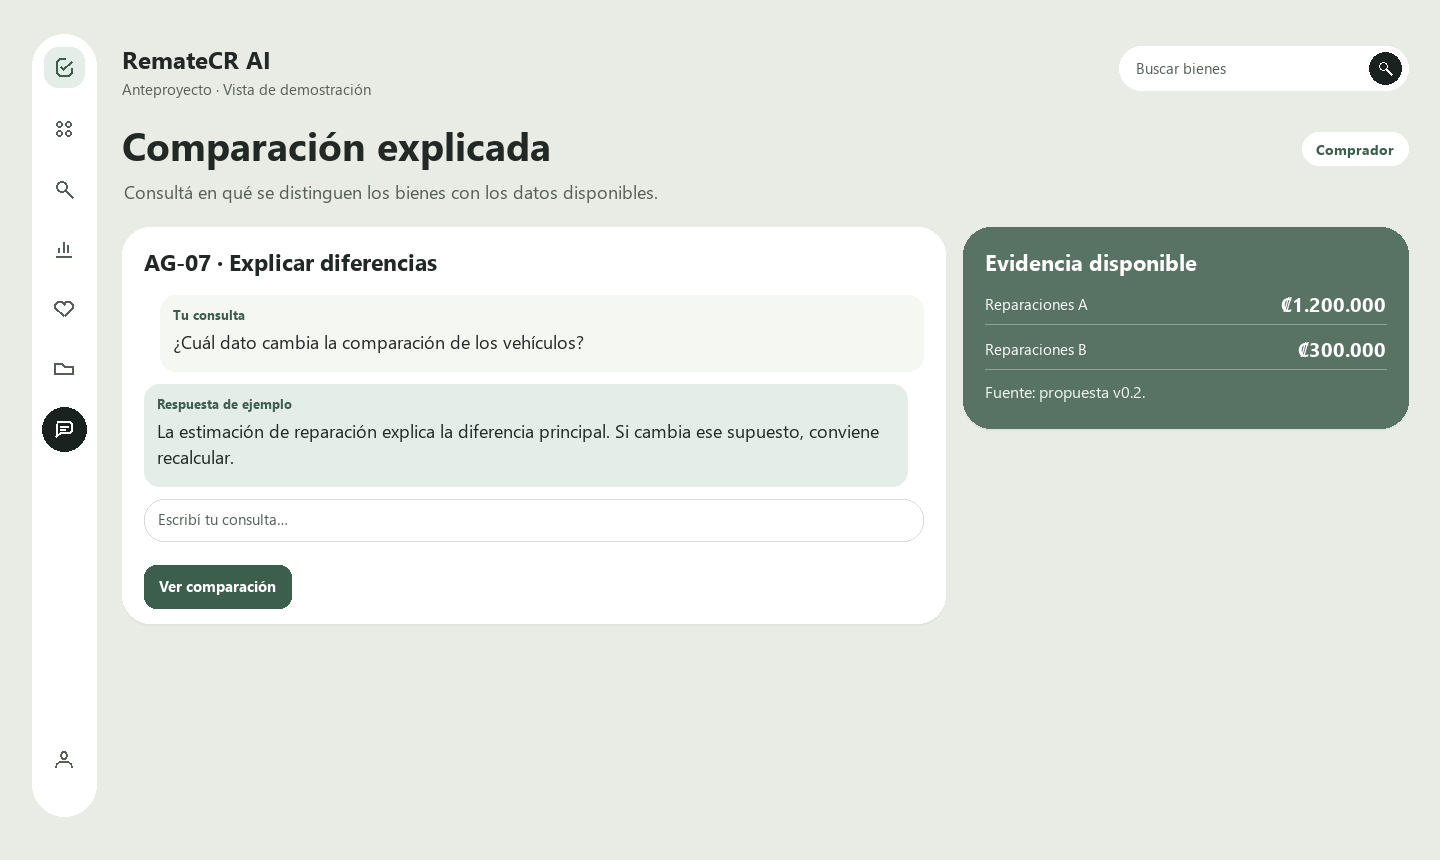 RemateCR AI
Anteproyecto · Vista de demostración
Buscar bienes
Comparación explicada
Comprador
Consultá en qué se distinguen los bienes con los datos disponibles.
AG-07 · Explicar diferencias
Tu consulta
¿Cuál dato cambia la comparación de los vehículos?
Respuesta de ejemplo
La estimación de reparación explica la diferencia principal. Si cambia ese supuesto, conviene
recalcular.
Escribí tu consulta...
Ver comparación
Evidencia disponible
Reparaciones A ₡1.200.000
Reparaciones B ₡300.000
Fuente: propuesta v0.2.